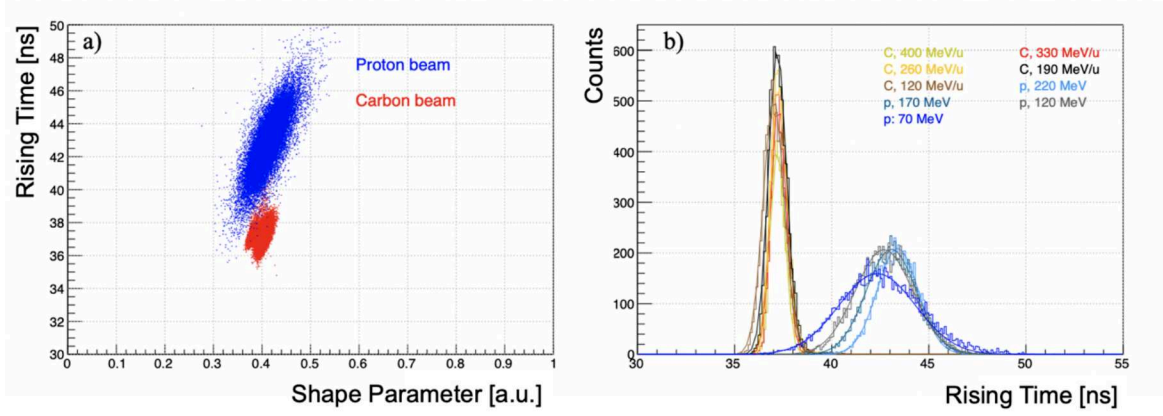 a)
Rising Time [ns]
50
48
46
44
42
40
38
36
34
32
30
Proton beam
Carbon beam
0 0.1 0.2 0.3 0.4 0.5 0.6 0.7 0.8 0.9 1
Shape Parameter [a.u.]
b)
Counts
600
500
400
300
200
100
0
C, 400 MeV/u C, 330 MeV/u
C, 260 MeV/u C, 190 MeV/u
C, 120 MeV/u p, 220 MeV
p, 170 MeV p, 120 MeV
p: 70 MeV
30 35 40 45 50 55
Rising Time [ns]